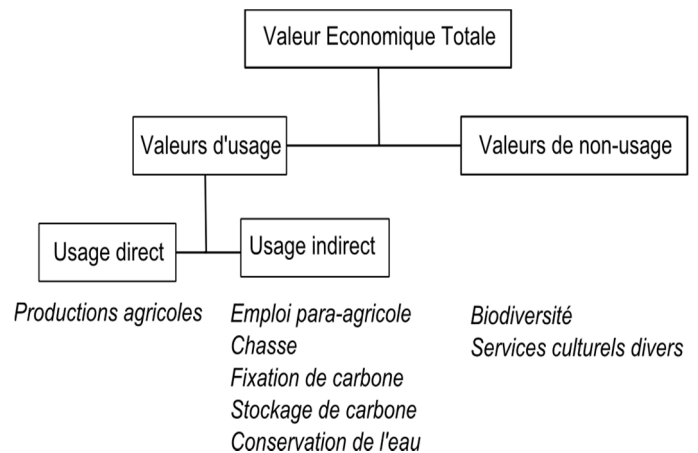 Valeur Economique Totale
Valeurs d'usage
Valeurs de non-usage
Usage direct
Usage indirect
Productions agricoles
Emploi para-agricole
Chasse
Fixation de carbone
Stockage de carbone
Conservation de l'eau
Biodiversité
Services culturels divers